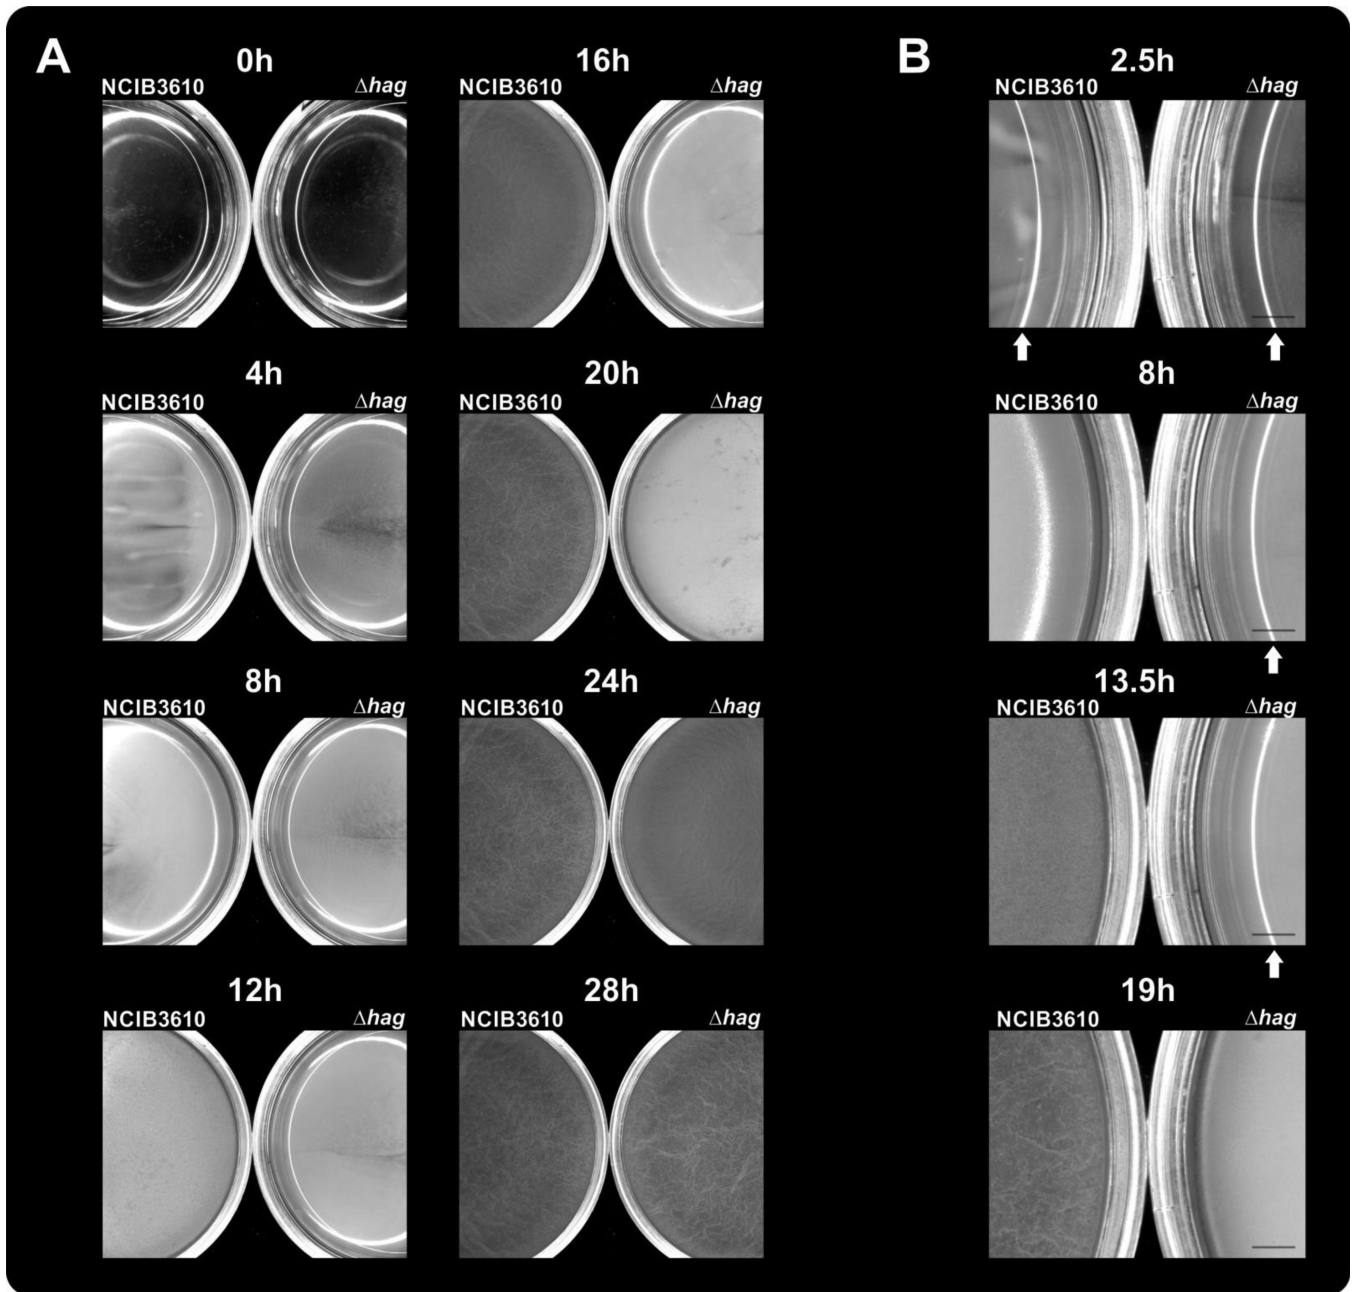 A B
0h 16h 2.5h
NCIB3610 Δhag NCIB3610 Δhag NCIB3610 Δhag
4h 20h 8h
NCIB3610 Δhag NCIB3610 Δhag NCIB3610 Δhag
8h 24h 13.5h
NCIB3610 Δhag NCIB3610 Δhag NCIB3610 Δhag
12h 28h 19h
NCIB3610 Δhag NCIB3610 Δhag NCIB3610 Δhag